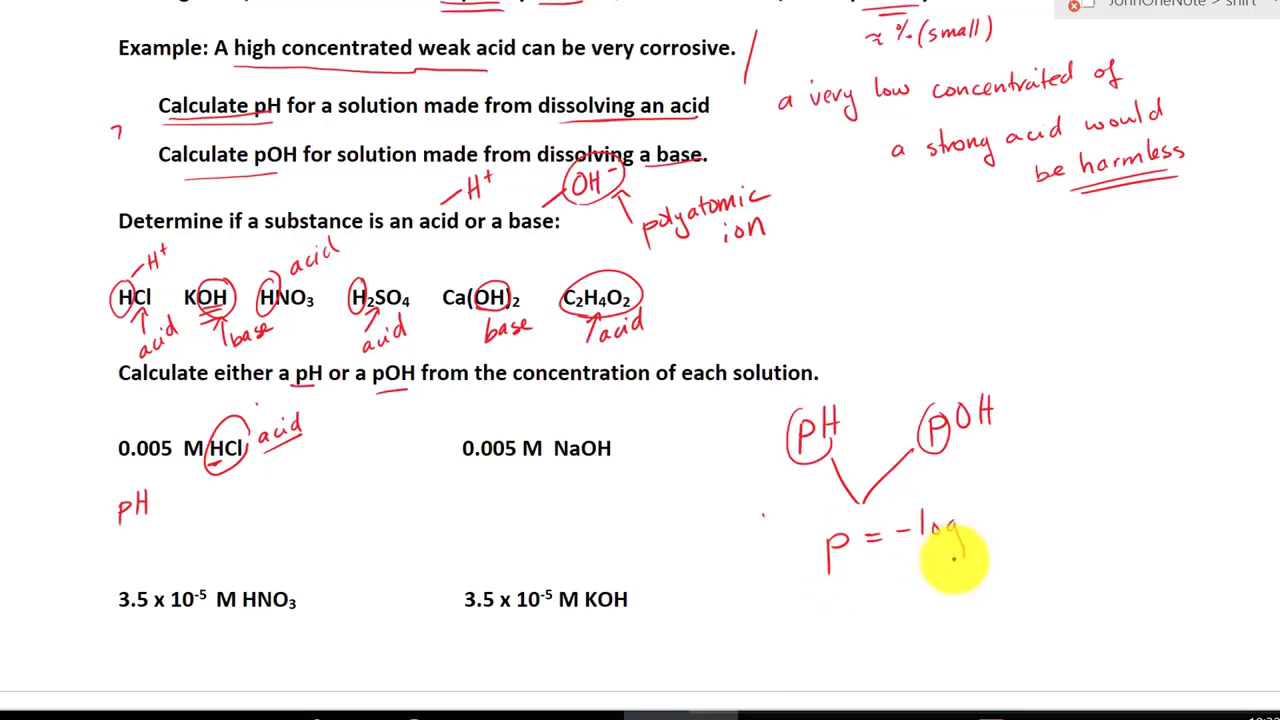 JohnOneNote > shirt
≈ % (small)
Example: A high concentrated weak acid can be very corrosive.
a very low concentrated of
a strong acid would
be harmless
Calculate pH for a solution made from dissolving an acid
Calculate pOH for solution made from dissolving a base.
H⁺ OH⁻
polyatomic
ion
Determine if a substance is an acid or a base:
H⁺ acid
HCl KOH HNO₃ H₂SO₄ Ca(OH)₂ C₂H₄O₂
acid base acid base acid
Calculate either a pH or a pOH from the concentration of each solution.
pH pOH
acid
0.005 M HCl 0.005 M NaOH
pH
p = -log
3.5 x 10⁻⁵ M HNO₃ 3.5 x 10⁻⁵ M KOH